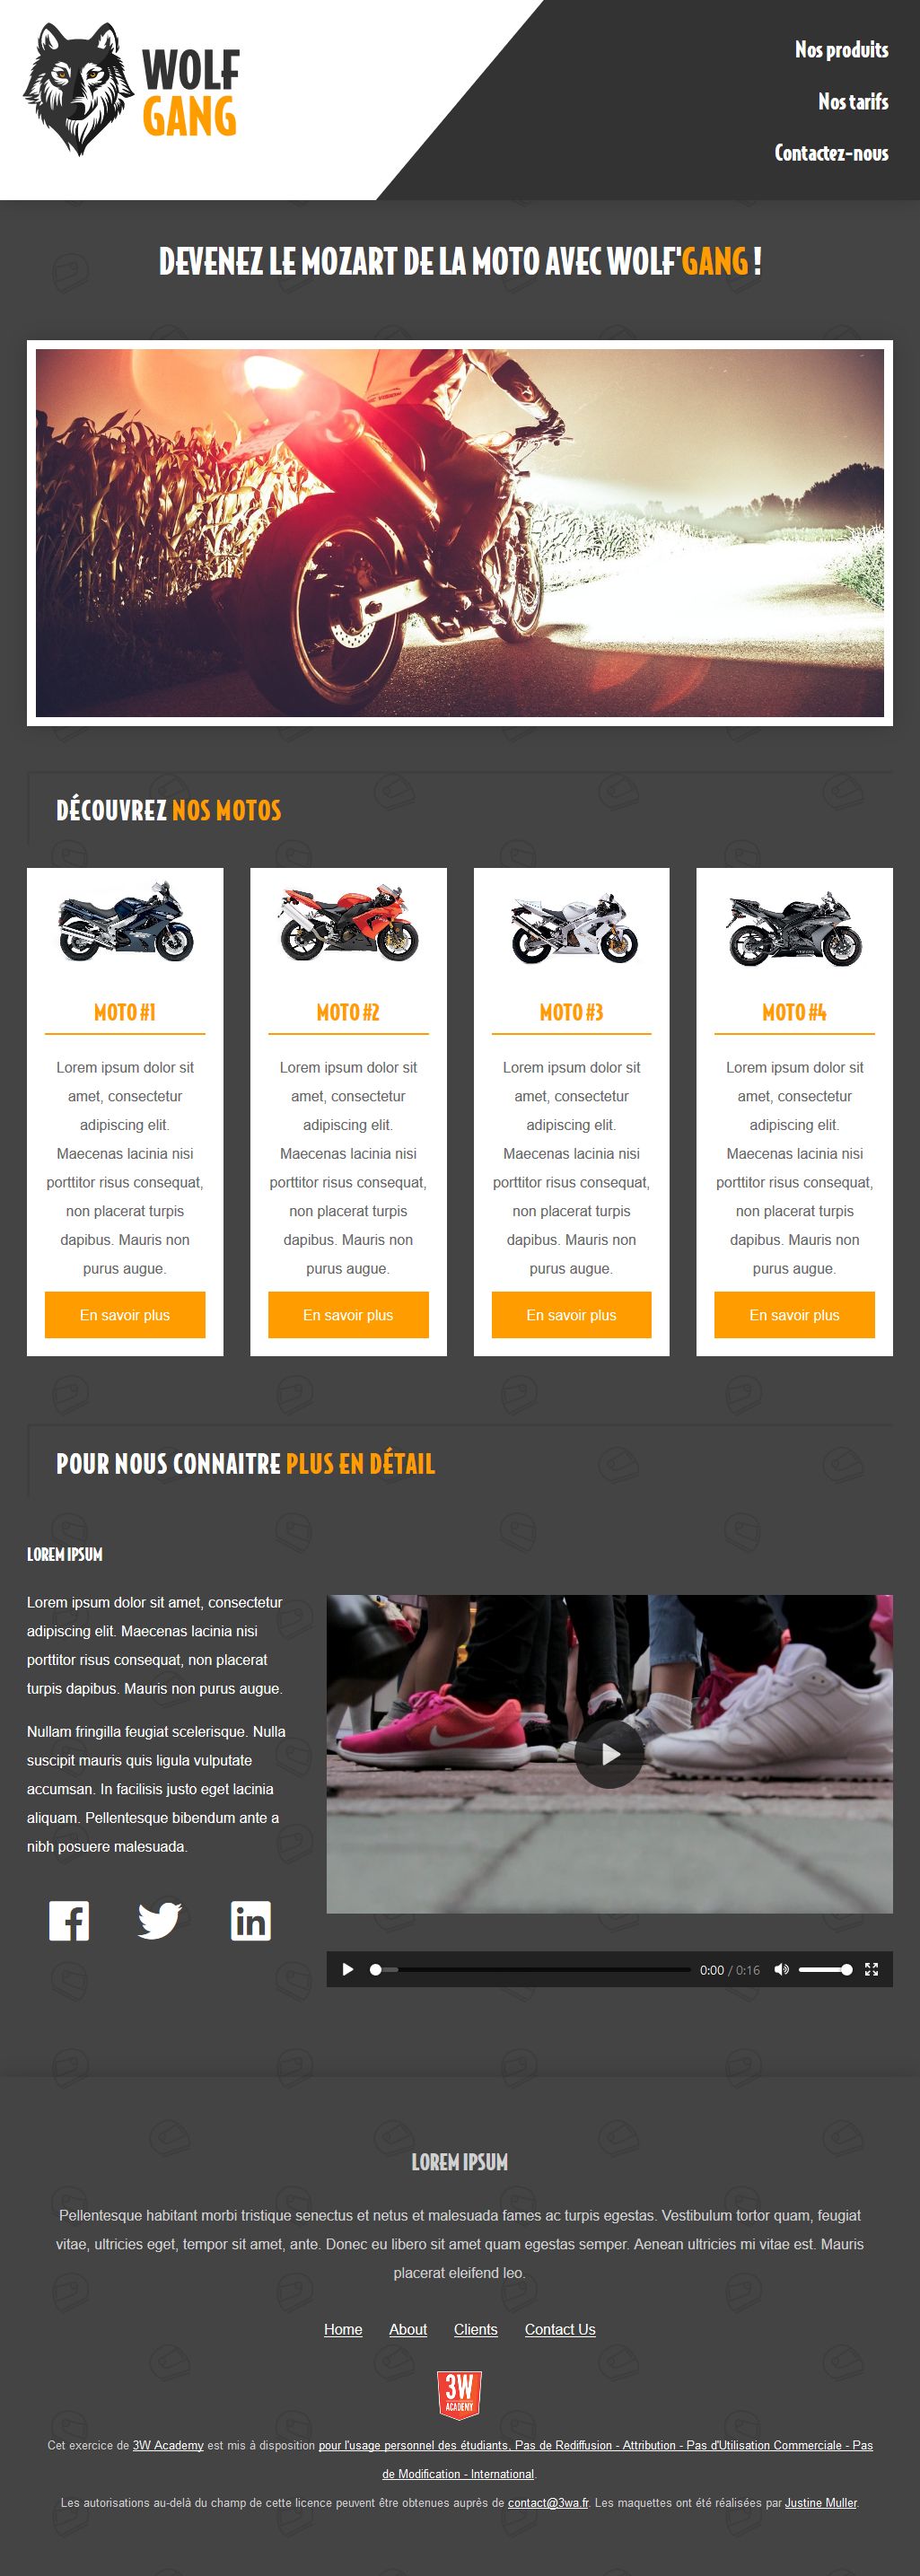 WOLF
GANG
Nos produits
Nos tarifs
Contactez-nous
DEVENEZ LE MOZART DE LA MOTO AVEC WOLF'GANG !
DÉCOUVREZ NOS MOTOS
MOTO #1
Lorem ipsum dolor sit
amet, consectetur
adipiscing elit.
Maecenas lacinia nisi
porttitor risus consequat,
non placerat turpis
dapibus. Mauris non
purus augue.
En savoir plus
MOTO #2
Lorem ipsum dolor sit
amet, consectetur
adipiscing elit.
Maecenas lacinia nisi
porttitor risus consequat,
non placerat turpis
dapibus. Mauris non
purus augue.
En savoir plus
MOTO #3
Lorem ipsum dolor sit
amet, consectetur
adipiscing elit.
Maecenas lacinia nisi
porttitor risus consequat,
non placerat turpis
dapibus. Mauris non
purus augue.
En savoir plus
MOTO #4
Lorem ipsum dolor sit
amet, consectetur
adipiscing elit.
Maecenas lacinia nisi
porttitor risus consequat,
non placerat turpis
dapibus. Mauris non
purus augue.
En savoir plus
POUR NOUS CONNAITRE PLUS EN DÉTAIL
LOREM IPSUM
Lorem ipsum dolor sit amet, consectetur
adipiscing elit. Maecenas lacinia nisi
porttitor risus consequat, non placerat
turpis dapibus. Mauris non purus augue.
Nullam fringilla feugiat scelerisque. Nulla
suscipit mauris quis ligula vulputate
accumsan. In facilisis justo eget lacinia
aliquam. Pellentesque bibendum ante a
nibh posuere malesuada.
in
0:00 / 0:16
LOREM IPSUM
Pellentesque habitant morbi tristique senectus et netus et malesuada fames ac turpis egestas. Vestibulum tortor quam, feugiat
vitae, ultricies eget, tempor sit amet, ante. Donec eu libero sit amet quam egestas semper. Aenean ultricies mi vitae est. Mauris
placerat eleifend leo.
Home About Clients Contact Us
3W
ACADEMY
Cet exercice de 3W Academy est mis à disposition pour l'usage personnel des étudiants, Pas de Rediffusion - Attribution - Pas d'Utilisation Commerciale - Pas
de Modification - International.
Les autorisations au-delà du champ de cette licence peuvent être obtenues auprès de contact@3wa.fr. Les maquettes ont été réalisées par Justine Muller.